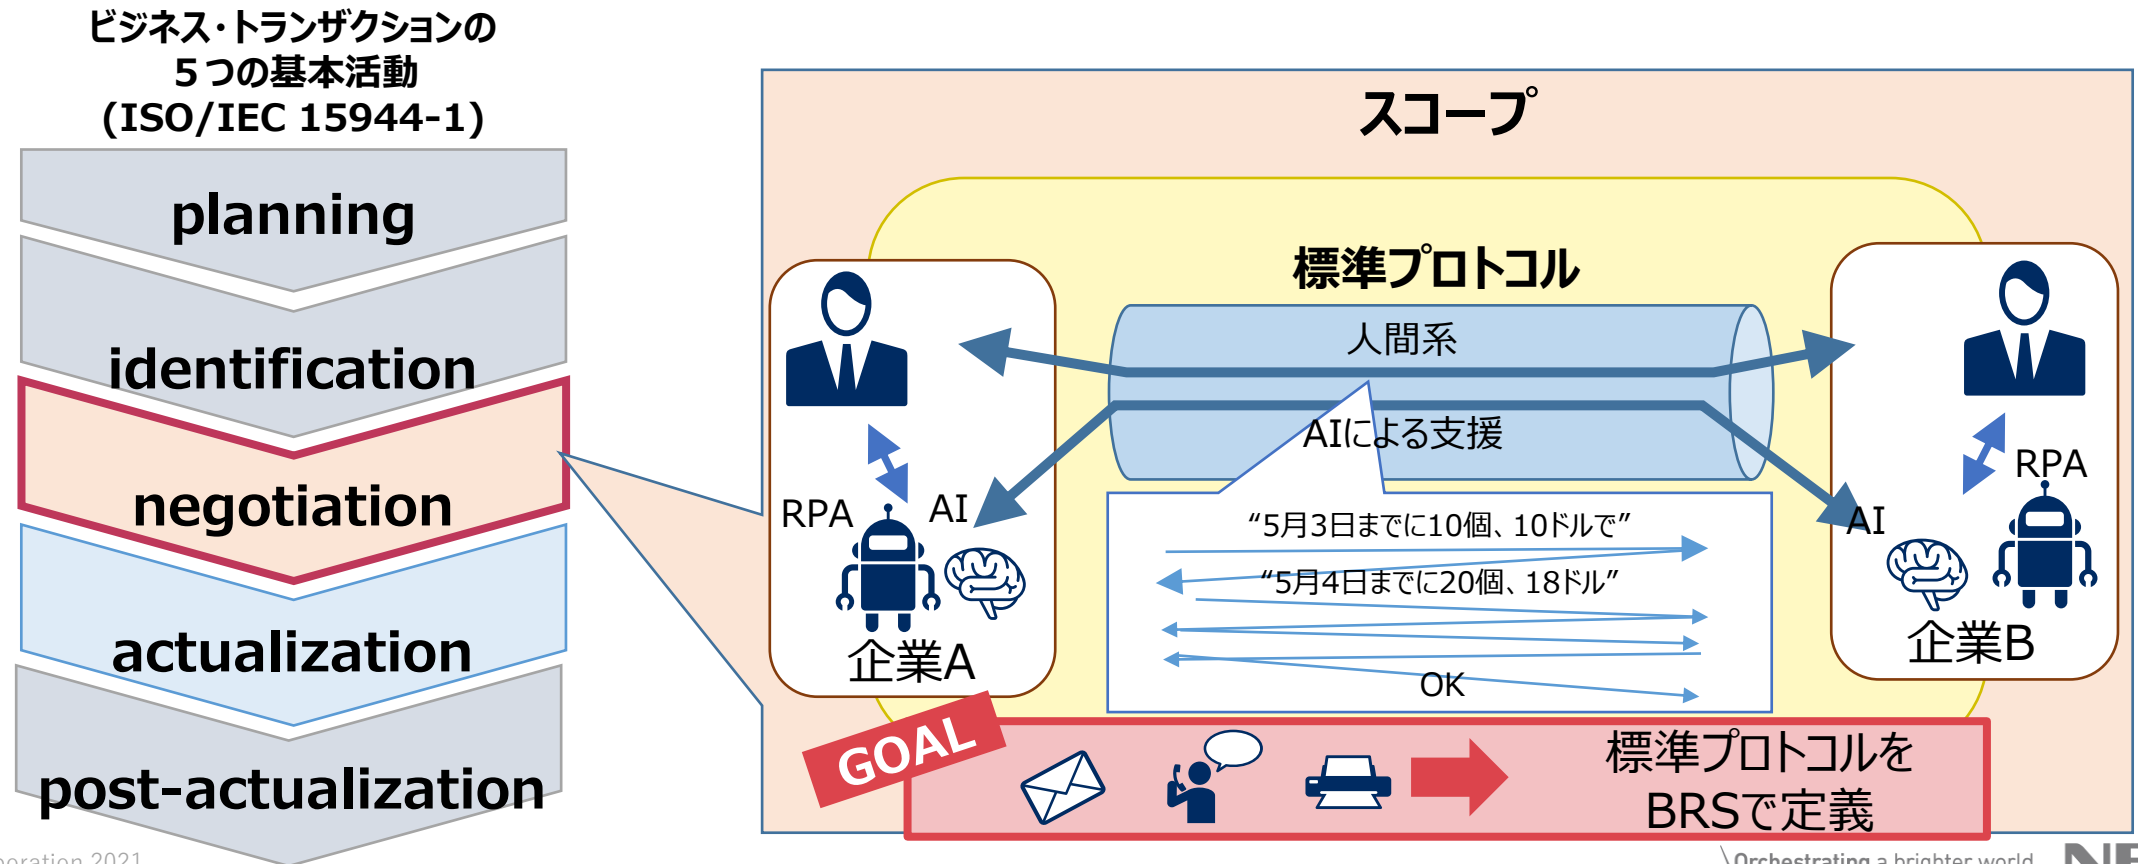 ビジネス・トランザクションの
5つの基本活動
(ISO/IEC 15944-1)
planning
identification
negotiation
actualization
post-actualization
スコープ
標準プロトコル
人間系
AIによる支援
RPA
AI
企業A
RPA
AI
企業B
“5月3日までに10個、10ドルで”
“5月4日までに20個、18ドル”
OK
GOAL
標準プロトコルを
BRSで定義
2021
Orchestrating a brighter world